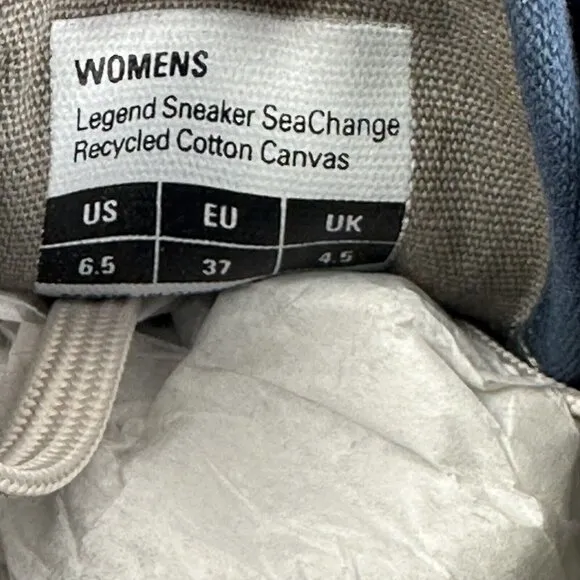 WOMENS
Legend Sneaker SeaChange
Recycled Cotton Canvas
US EU UK
6.5 37 4.5